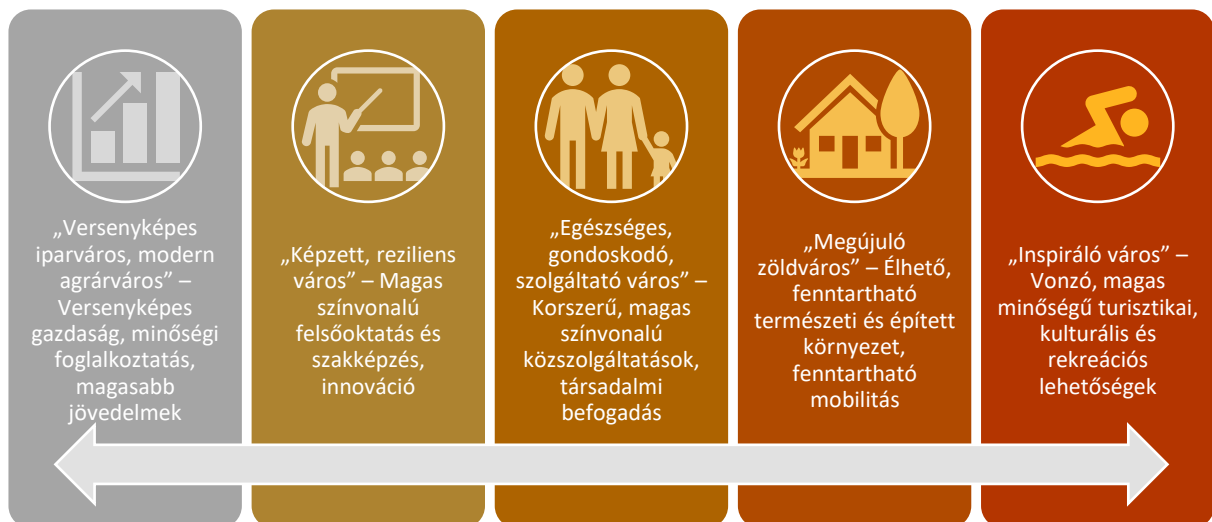 „Versenyképes
iparváros, modern
agrárváros” –
Versenyképes
gazdaság, minőségi
foglalkoztatás,
magasabb
jövedelmek
„Képzett, reziliens
város” – Magas
színvonalú
felsőoktatás és
szakképzés,
innováció
„Egészséges,
gondoskodó,
szolgáltató város” –
Korszerű, magas
színvonalú
közszolgáltatások,
társadalmi
befogadás
„Megújuló
zöldváros” – Élhető,
fenntartható
természeti és épített
környezet,
fenntartható
mobilitás
„Inspiráló város” –
Vonzó, magas
minőségű turisztikai,
kulturális és
rekreációs
lehetőségek